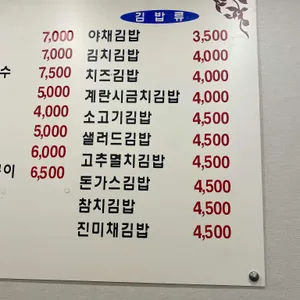 김밥류
7,000 야채김밥 3,500
7,000 김치김밥 4,000
수 7,500 치즈김밥 4,000
5,000 계란시금치김밥 4,000
4,000 소고기김밥 4,500
5,000 샐러드김밥 4,500
6,000 고추멸치김밥 4,500
이 6,500 돈가스김밥 4,500
참치김밥 4,500
진미채김밥 4,500